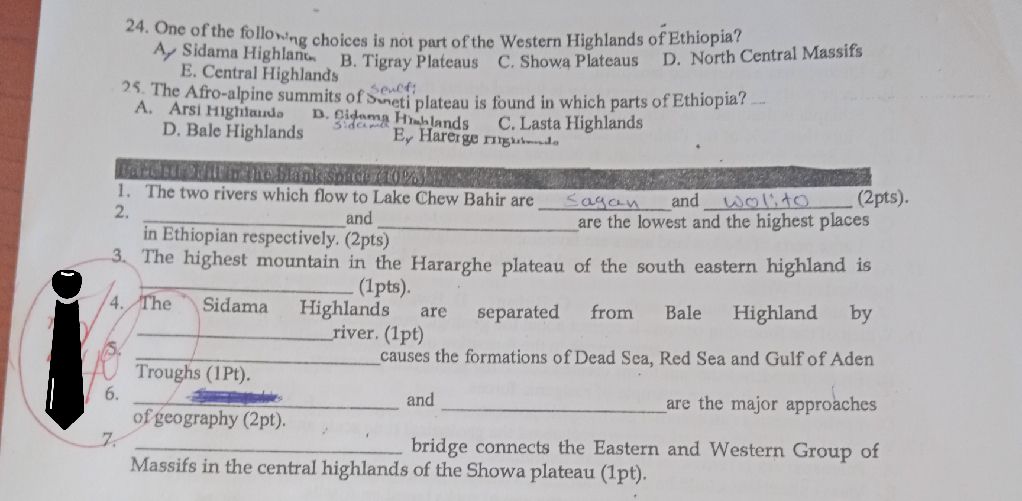 24. One of the following choices is not part of the Western Highlands of Ethiopia?
A. Sidama Highland B. Tigray Plateaus C. Showa Plateaus D. North Central Massifs
E. Central Highlands
25. The Afro-alpine summits of Seneti plateau is found in which parts of Ethiopia?
A. Arsi Highlands B. Sidama Highlands C. Lasta Highlands
Sidama
D. Bale Highlands E, Harerge Highlands
Part III: Fill in the blank space (10%)
1. The two rivers which flow to Lake Chew Bahir are Sagan and wolito (2pts).
2. ____________ and ____________ are the lowest and the highest places
in Ethiopian respectively. (2pts)
3. The highest mountain in the Hararghe plateau of the south eastern highland is
____________ (1pts).
4. The Sidama Highlands are separated from Bale Highland by
____________river. (1pt)
5. ____________ causes the formations of Dead Sea, Red Sea and Gulf of Aden
Troughs (1Pt).
6. ____________ and ____________ are the major approaches
of geography (2pt).
7. ____________ bridge connects the Eastern and Western Group of
Massifs in the central highlands of the Showa plateau (1pt).